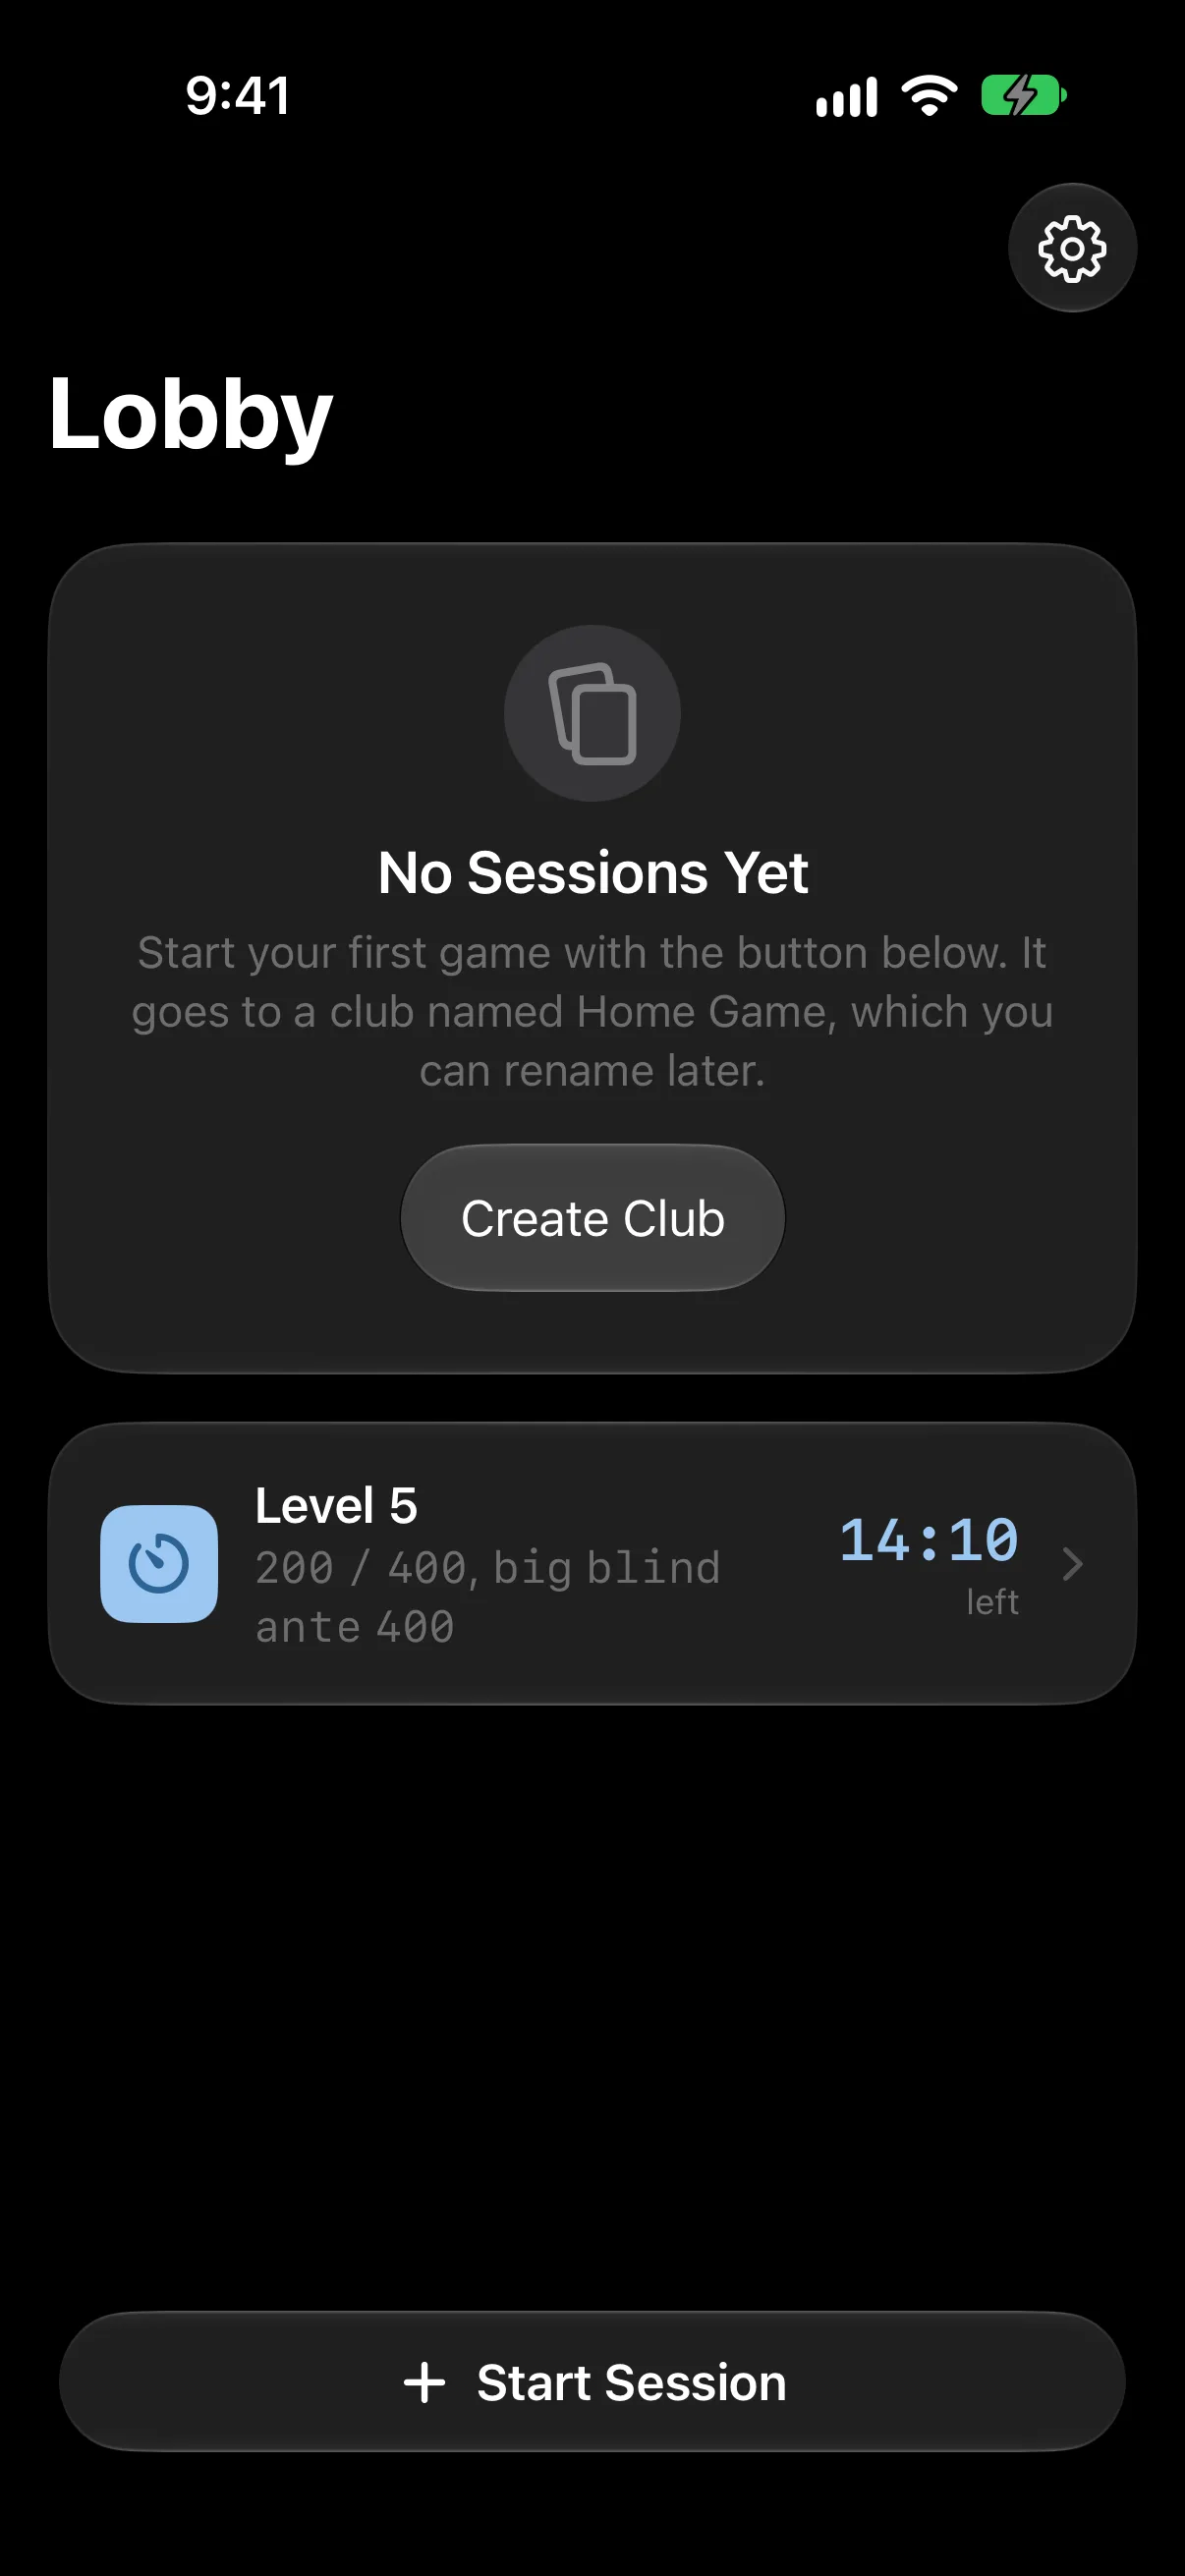 9:41
Lobby
No Sessions Yet
Start your first game with the button below. It
goes to a club named Home Game, which you
can rename later.
Create Club
Level 5
200 / 400, big blind
ante 400
14:10
left
Start Session